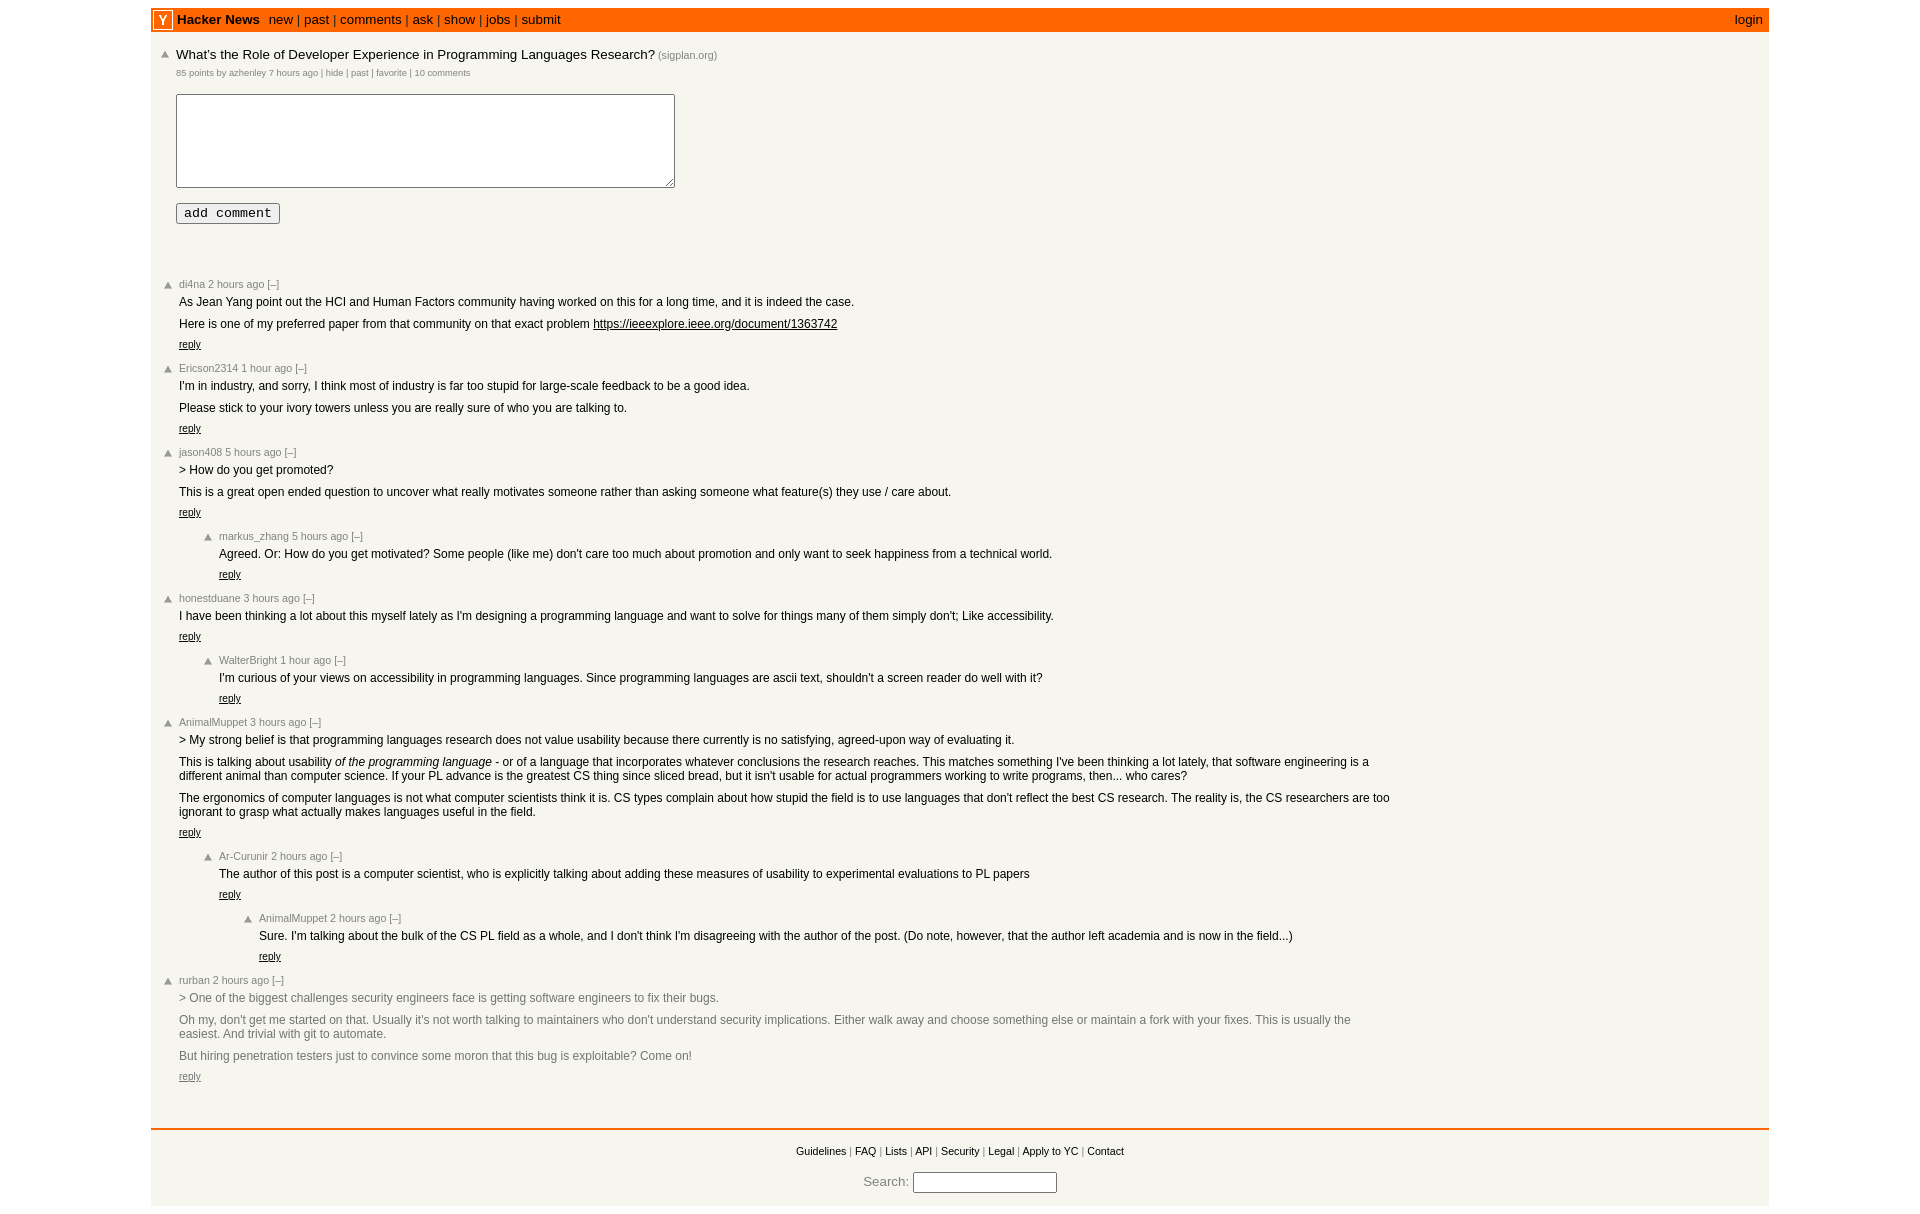 Y Hacker News new | past | comments | ask | show | jobs | submit login
What's the Role of Developer Experience in Programming Languages Research? (sigplan.org)
85 points by azhenley 7 hours ago | hide | past | favorite | 10 comments
add comment
di4na 2 hours ago [–]
As Jean Yang point out the HCI and Human Factors community having worked on this for a long time, and it is indeed the case.
Here is one of my preferred paper from that community on that exact problem https://ieeexplore.ieee.org/document/1363742
reply
Ericson2314 1 hour ago [–]
I'm in industry, and sorry, I think most of industry is far too stupid for large-scale feedback to be a good idea.
Please stick to your ivory towers unless you are really sure of who you are talking to.
reply
jason408 5 hours ago [–]
> How do you get promoted?
This is a great open ended question to uncover what really motivates someone rather than asking someone what feature(s) they use / care about.
reply
markus_zhang 5 hours ago [–]
Agreed. Or: How do you get motivated? Some people (like me) don't care too much about promotion and only want to seek happiness from a technical world.
reply
honestduane 3 hours ago [–]
I have been thinking a lot about this myself lately as I'm designing a programming language and want to solve for things many of them simply don't; Like accessibility.
reply
WalterBright 1 hour ago [–]
I'm curious of your views on accessibility in programming languages. Since programming languages are ascii text, shouldn't a screen reader do well with it?
reply
AnimalMuppet 3 hours ago [–]
> My strong belief is that programming languages research does not value usability because there currently is no satisfying, agreed-upon way of evaluating it.
This is talking about usability of the programming language - or of a language that incorporates whatever conclusions the research reaches. This matches something I've been thinking a lot lately, that software engineering is a
different animal than computer science. If your PL advance is the greatest CS thing since sliced bread, but it isn't usable for actual programmers working to write programs, then... who cares?
The ergonomics of computer languages is not what computer scientists think it is. CS types complain about how stupid the field is to use languages that don't reflect the best CS research. The reality is, the CS researchers are too
ignorant to grasp what actually makes languages useful in the field.
reply
Ar-Curunir 2 hours ago [–]
The author of this post is a computer scientist, who is explicitly talking about adding these measures of usability to experimental evaluations to PL papers
reply
AnimalMuppet 2 hours ago [–]
Sure. I'm talking about the bulk of the CS PL field as a whole, and I don't think I'm disagreeing with the author of the post. (Do note, however, that the author left academia and is now in the field...)
reply
rurban 2 hours ago [–]
> One of the biggest challenges security engineers face is getting software engineers to fix their bugs.
Oh my, don't get me started on that. Usually it's not worth talking to maintainers who don't understand security implications. Either walk away and choose something else or maintain a fork with your fixes. This is usually the
easiest. And trivial with git to automate.
But hiring penetration testers just to convince some moron that this bug is exploitable? Come on!
reply
Guidelines | FAQ | Lists | API | Security | Legal | Apply to YC | Contact
Search: